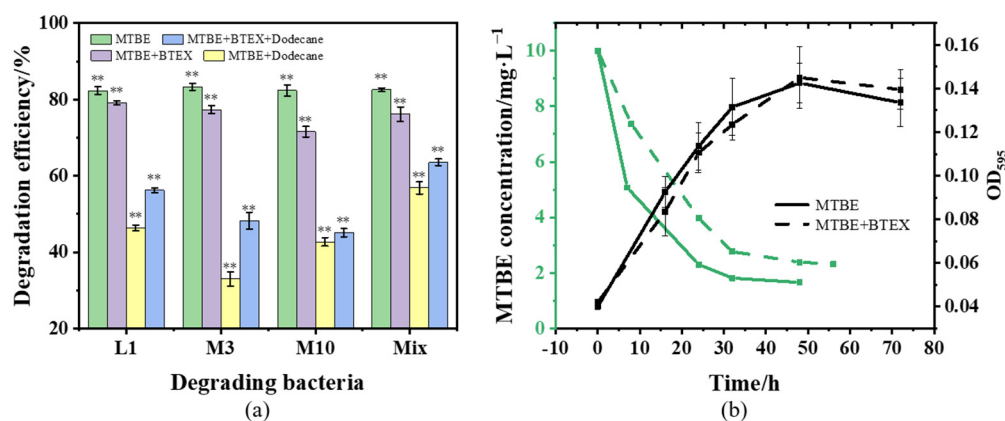 100
80
60
40
20
Degradation efficiency/%
MTBE
MTBE+BTEX+Dodecane
MTBE+BTEX
MTBE+Dodecane
** ** ** **
** ** ** **
** ** ** **
** ** ** **
L1 M3 M10 Mix
Degrading bacteria
(a)
10
8
6
4
2
0
MTBE concentration/mg·L⁻¹
MTBE
MTBE+BTEX
0.16
0.14
0.12
0.10
0.08
0.06
0.04
OD₅₉₅
-10 0 10 20 30 40 50 60 70 80
Time/h
(b)